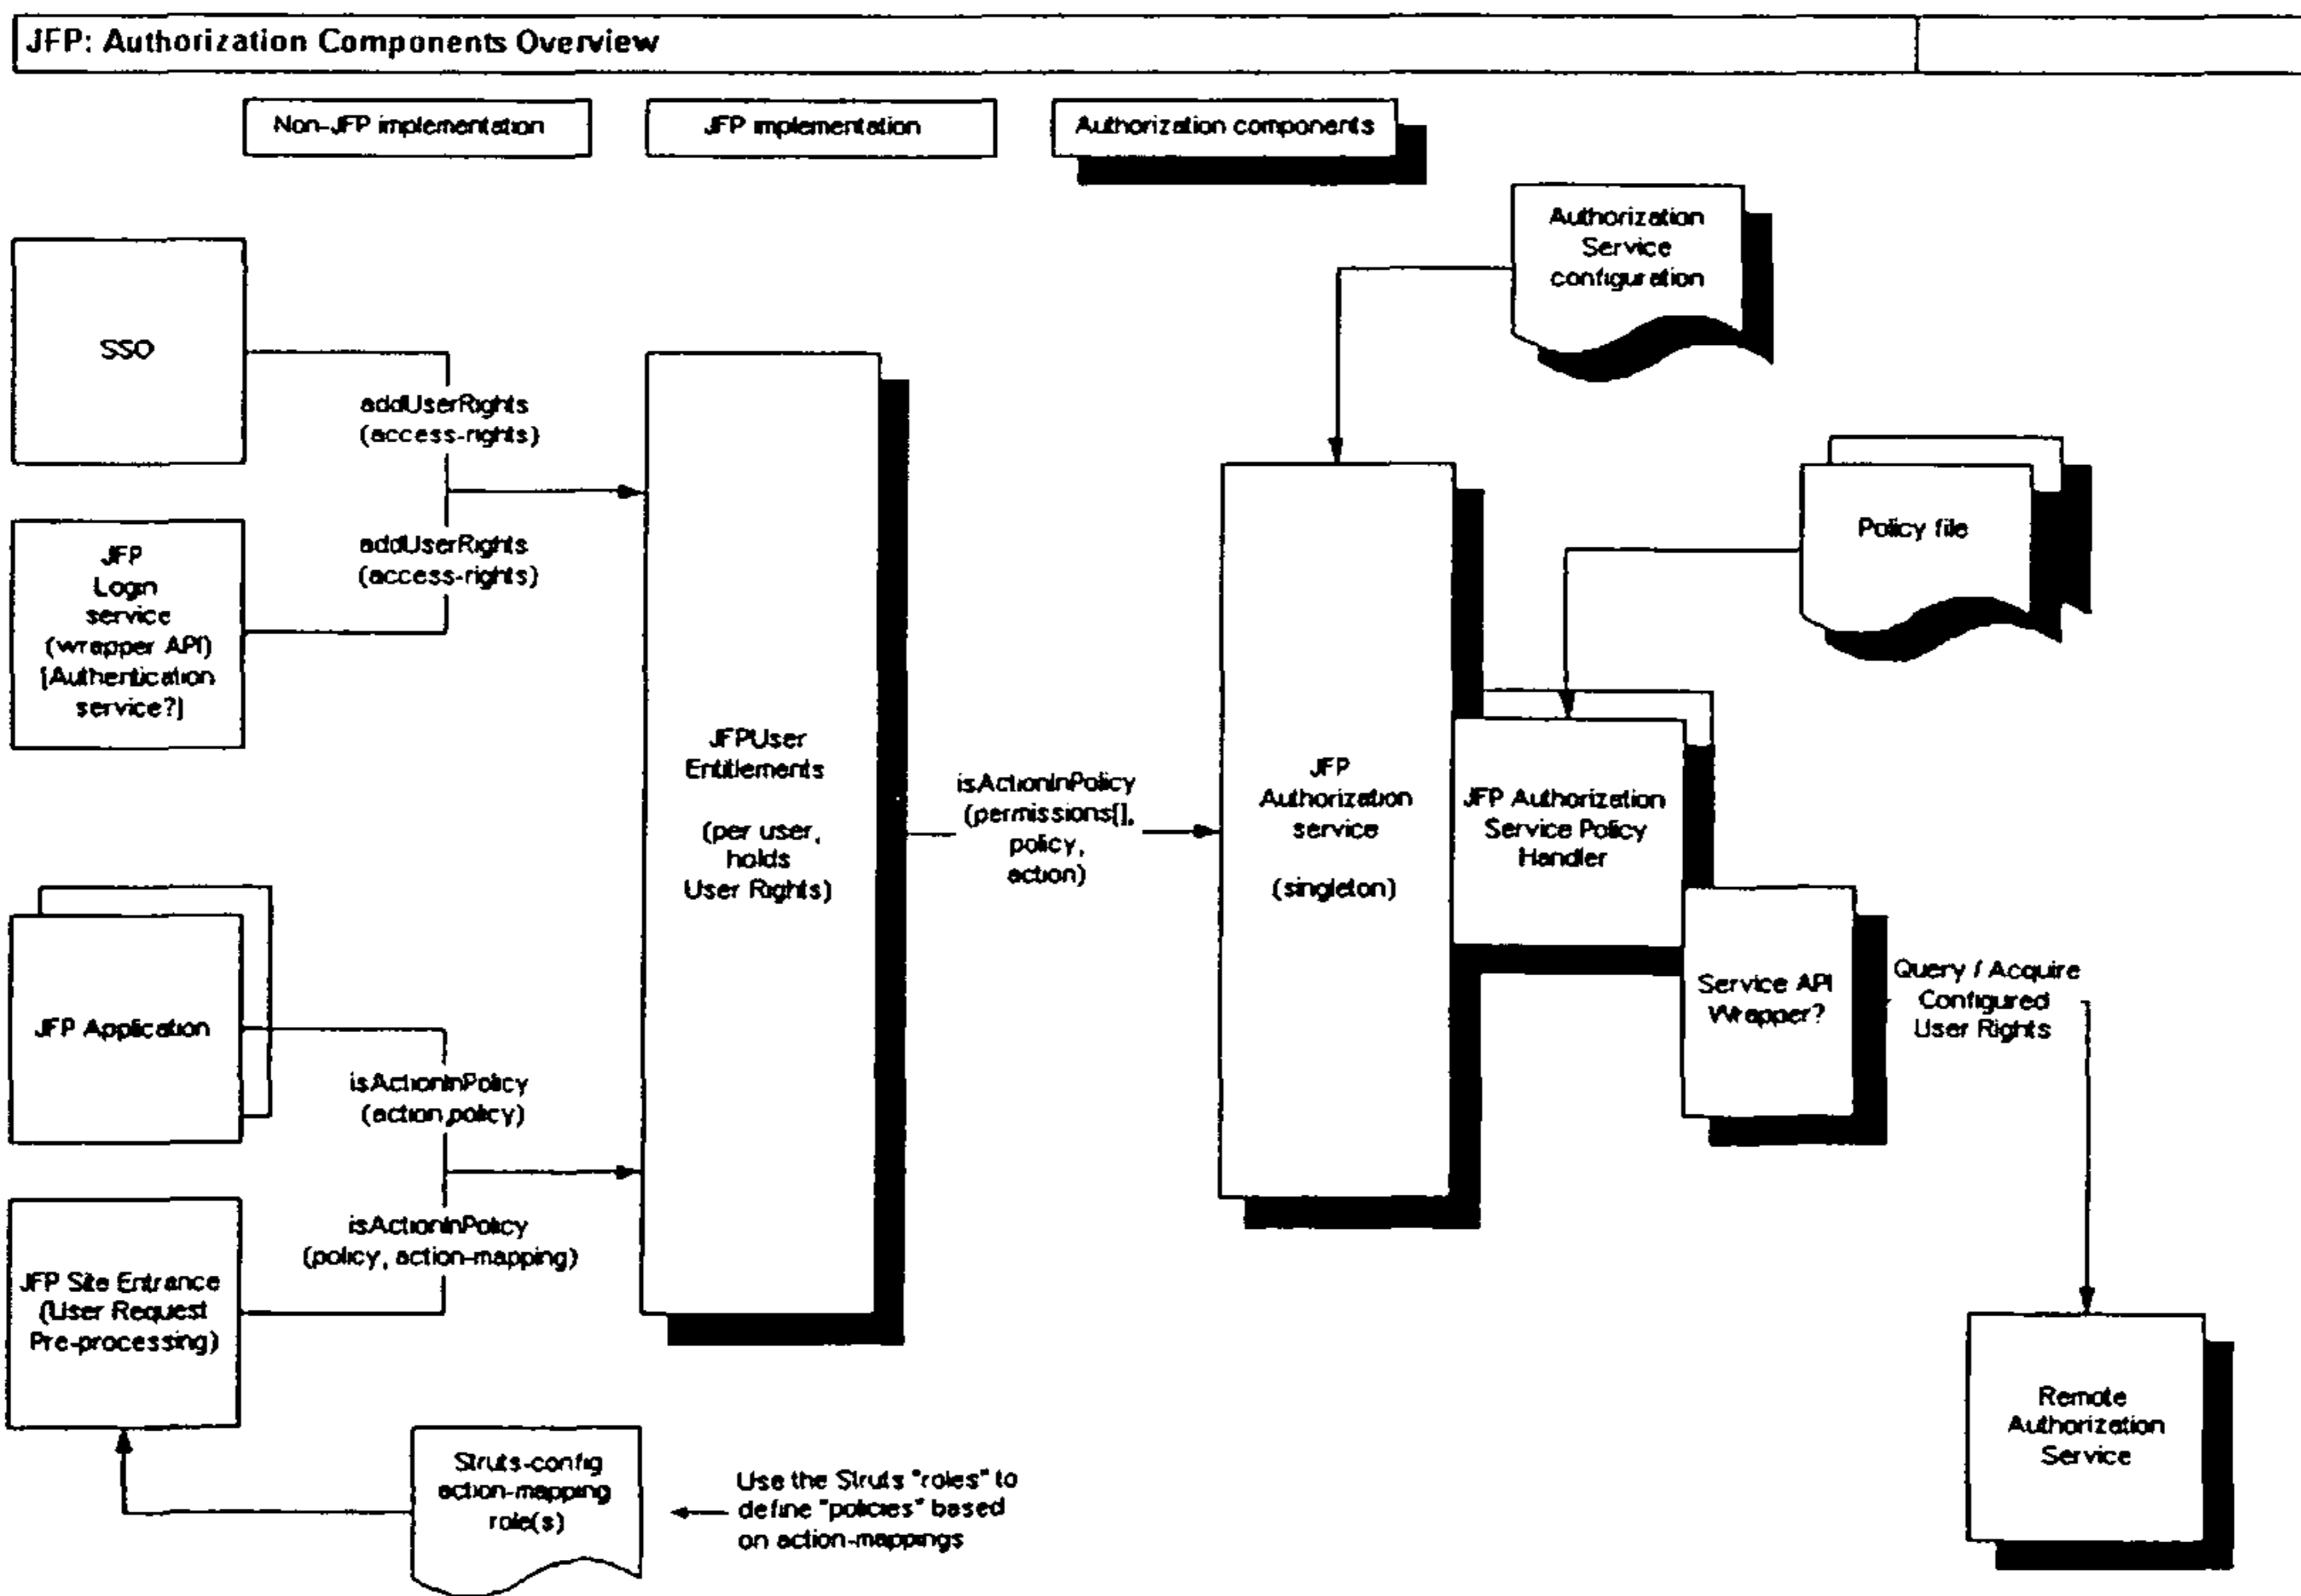 JFP: Authorization Components Overview
Non-JFP implementation
JFP implementation
Authorization components
Authorization
Service
configuration
SSO
addUserRights
(access-rights)
Policy file
JFP
Login
service
(wrapper API)
[Authentication
service?]
addUserRights
(access-rights)
JFPUser
Entitlements
(per user,
holds
User Rights)
isActionInPolicy
(permissions[],
policy,
action)
JFP
Authorization
service
(singleton)
JFP Authorization
Service Policy
Handler
Service API
Wrapper?
Query / Acquire
Configured
User Rights
JFP Application
isActionInPolicy
(action,policy)
isActionInPolicy
(policy, action-mapping)
JFP Site Entrance
(User Request
Pre-processing)
Remote
Authorization
Service
Struts-config
action-mapping
role(s)
Use the Struts "roles" to
define "policies" based
on action-mappings